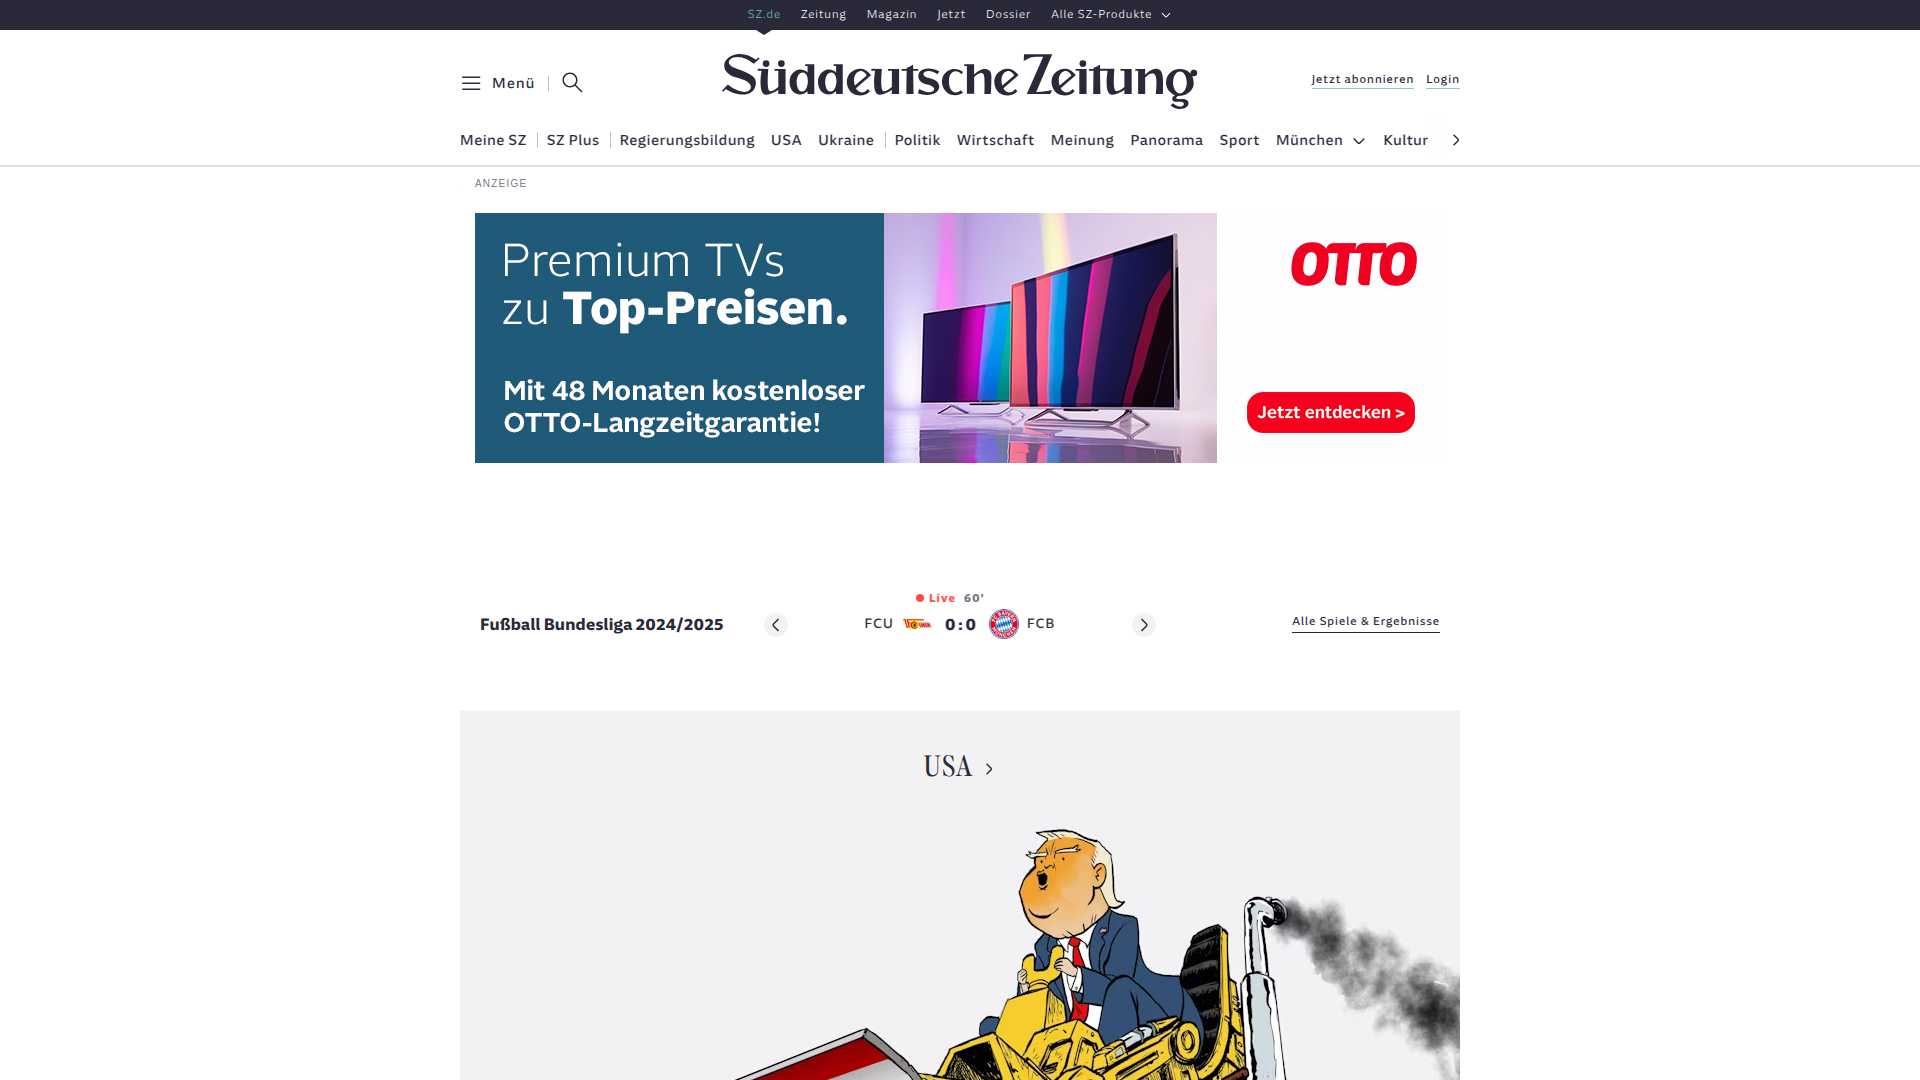 SZ.de Zeitung Magazin Jetzt Dossier Alle SZ-Produkte
Menü
Süddeutsche Zeitung
Jetzt abonnieren Login
Meine SZ SZ Plus Regierungsbildung USA Ukraine Politik Wirtschaft Meinung Panorama Sport München Kultur
ANZEIGE
Premium TVs
zu Top-Preisen.
Mit 48 Monaten kostenloser
OTTO-Langzeitgarantie!
OTTO
Jetzt entdecken >
Live 60'
Fußball Bundesliga 2024/2025
FCU 0:0 FCB
Alle Spiele & Ergebnisse
USA